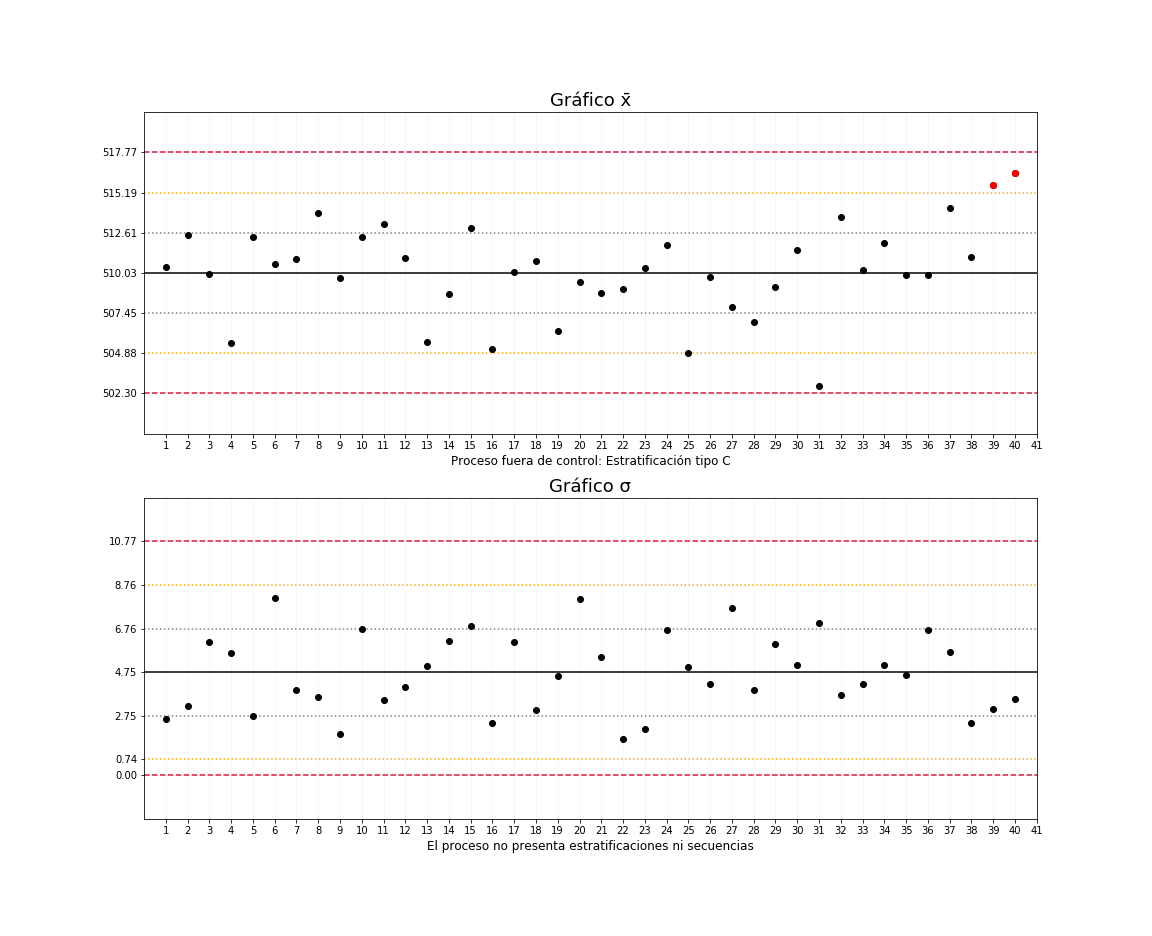 Gráfico x̄
517.77
515.19
512.61
510.03
507.45
504.88
502.30
1 2 3 4 5 6 7 8 9 10 11 12 13 14 15 16 17 18 19 20 21 22 23 24 25 26 27 28 29 30 31 32 33 34 35 36 37 38 39 40 41
Proceso fuera de control: Estratificación tipo C
Gráfico σ
10.77
8.76
6.76
4.75
2.75
0.74
0.00
1 2 3 4 5 6 7 8 9 10 11 12 13 14 15 16 17 18 19 20 21 22 23 24 25 26 27 28 29 30 31 32 33 34 35 36 37 38 39 40 41
El proceso no presenta estratificaciones ni secuencias